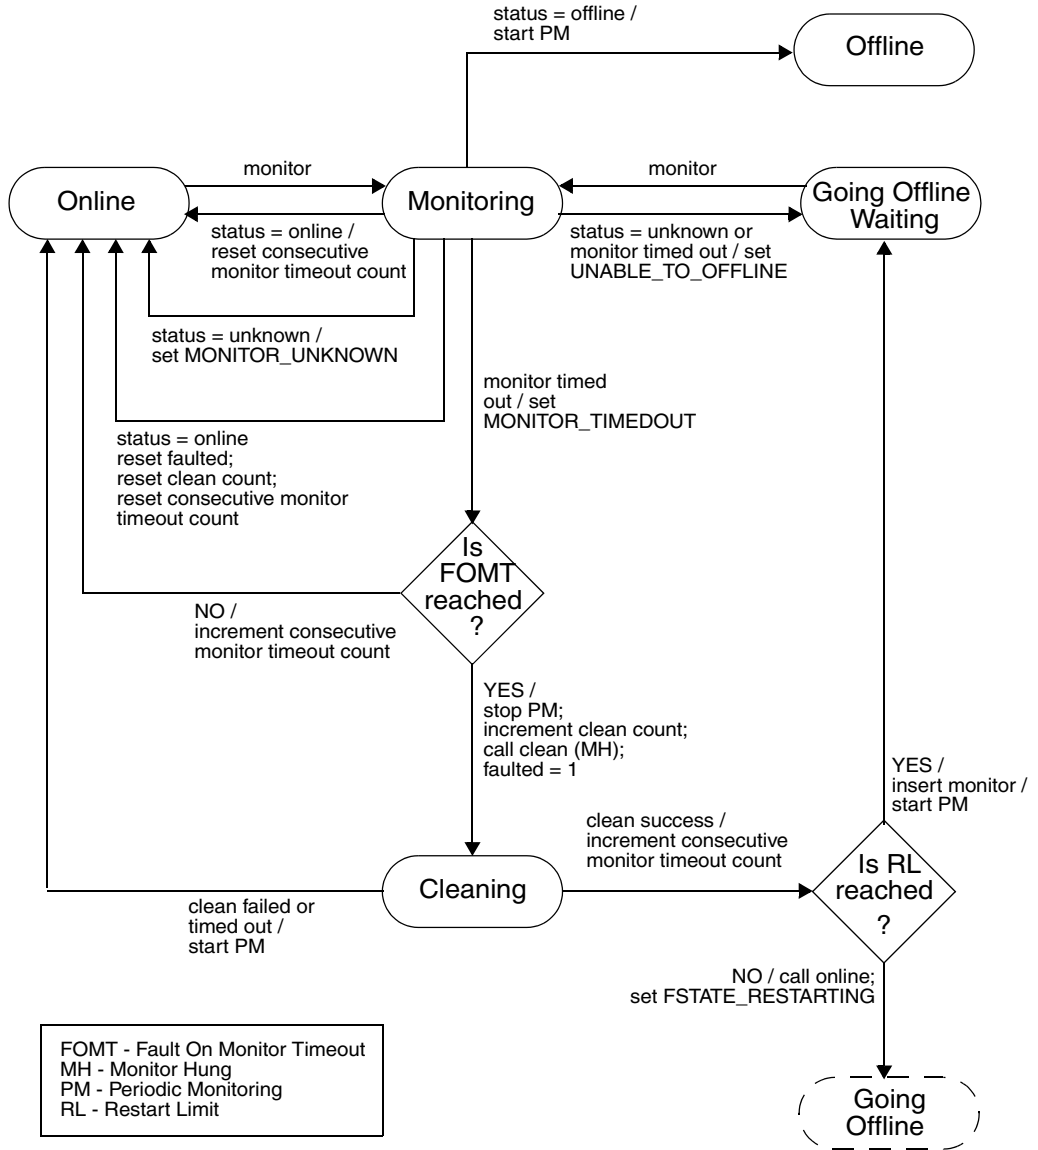 status = offline /
start PM
Offline
Online
monitor
Monitoring
monitor
Going Offline
Waiting
status = online /
reset consecutive
monitor timeout count
status = unknown or
monitor timed out / set
UNABLE_TO_OFFLINE
status = unknown /
set MONITOR_UNKNOWN
monitor timed
out / set
MONITOR_TIMEDOUT
status = online
reset faulted;
reset clean count;
reset consecutive monitor
timeout count
Is
FOMT
reached
?
NO /
increment consecutive
monitor timeout count
YES /
stop PM;
increment clean count;
call clean (MH);
faulted = 1
YES /
insert monitor /
start PM
clean success /
increment consecutive
monitor timeout count
Is RL
reached
?
Cleaning
clean failed or
timed out /
start PM
NO / call online;
set FSTATE_RESTARTING
FOMT - Fault On Monitor Timeout
MH - Monitor Hung
PM - Periodic Monitoring
RL - Restart Limit
Going
Offline